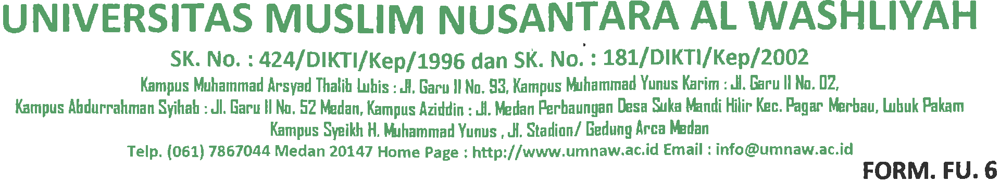 UNIVERSITAS MUSLIM NUSANTARA AL WASHLIYAH
SK. No. : 424/DIKTI/Kep/1996 dan SK. No. : 181/DIKTI/Kep/2002
Kampus Muhammad Arsyad Thalib Lubis : Jl. Garu II No. 93, Kampus Muhammad Yunus Karim : Jl. Garu II No. 02,
Kampus Abdurrahman Syihab : Jl. Garu II No. 52 Medan, Kampus Aziddin : Jl. Medan Perbaungan Desa Suka Mandi Hilir Kec. Pagar Merbau, Lubuk Pakam
Kampus Syeikh H. Muhammad Yunus , Jl. Stadion/ Gedung Arca Medan
Telp. (061) 7867044 Medan 20147 Home Page : http://www.umnaw.ac.id Email : info@umnaw.ac.id
FORM. FU. 6